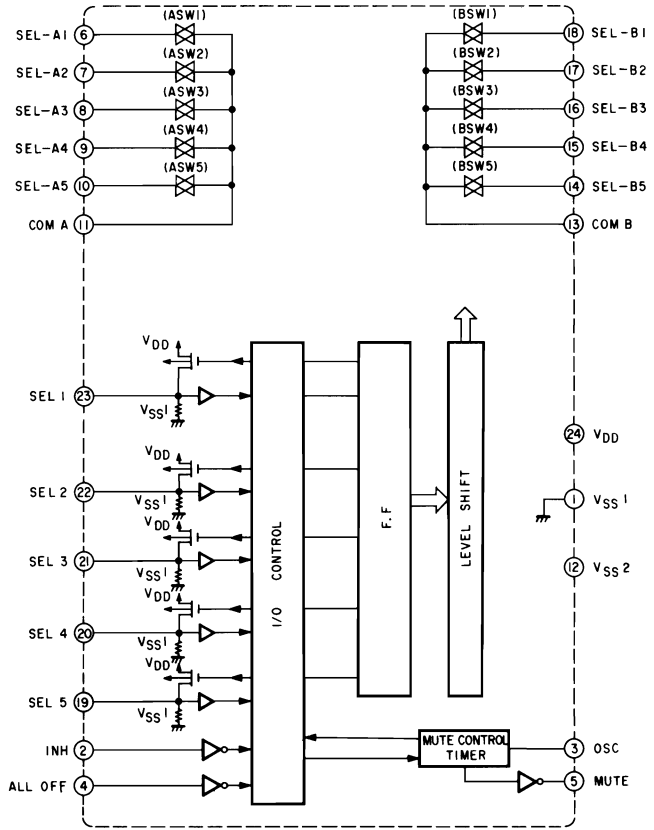 (ASW1)
SEL-A1 6
(ASW2)
SEL-A2 7
(ASW3)
SEL-A3 8
(ASW4)
SEL-A4 9
(ASW5)
SEL-A5 10
COM A 11
(BSW1)
18 SEL-B1
(BSW2)
17 SEL-B2
(BSW3)
16 SEL-B3
(BSW4)
15 SEL-B4
(BSW5)
14 SEL-B5
13 COM B
VDD
SEL 1 23
VSS1
VDD
SEL 2 22
VSS1
VDD
SEL 3 21
VSS1
VDD
SEL 4 20
VSS1
VDD
SEL 5 19
VSS1
INH 2
ALL OFF 4
I/O CONTROL
F.F
LEVEL SHIFT
24 VDD
1 VSS1
12 VSS2
MUTE CONTROL
TIMER
3 OSC
5 MUTE